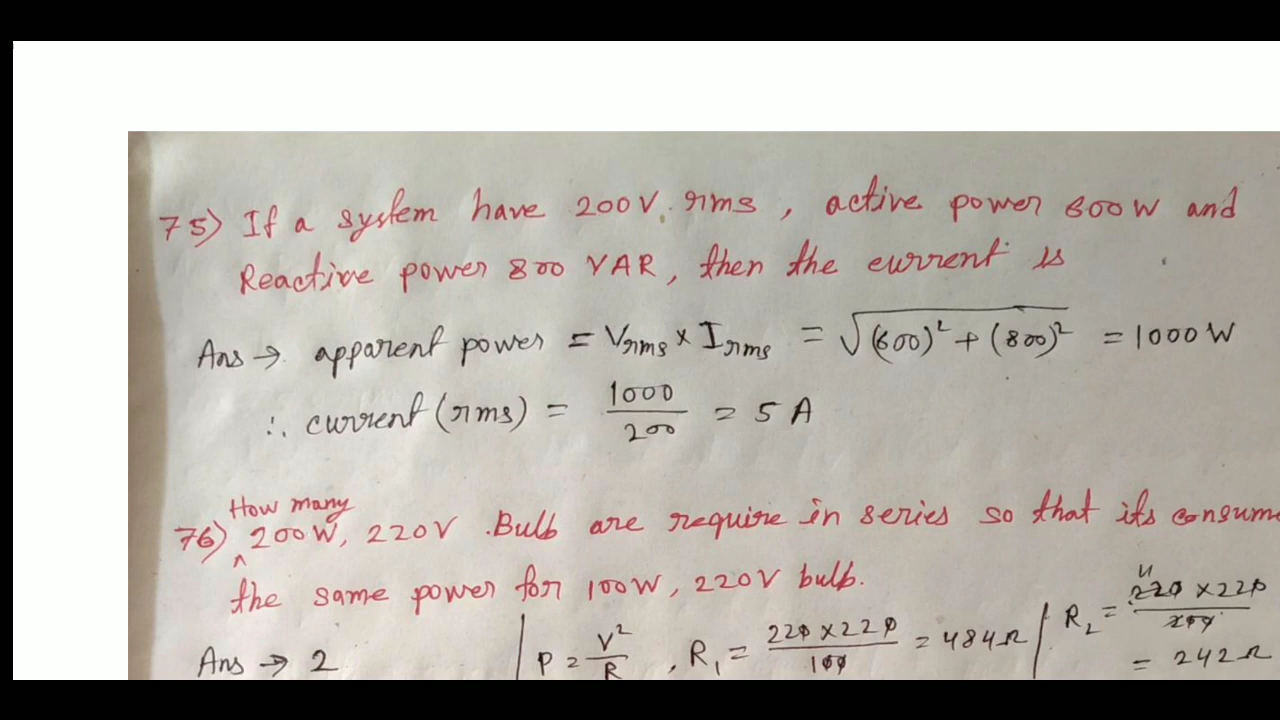 75) If a system have 200V. rms, active power 600W and
Reactive power 800 VAR, then the current is
Ans → apparent power = Vrms × Irms = √(600)² + (800)² = 1000 W
∴ current (rms) = 1000/200 = 5 A
How many
76) ^ 200W, 220V. Bulb are require in series so that its consume
the same power for 100W, 220V bulb.
Ans → 2 | P = V²/R, R₁ = 220×220/100 = 484Ω | R₂ = 11 220×220/200
= 242Ω